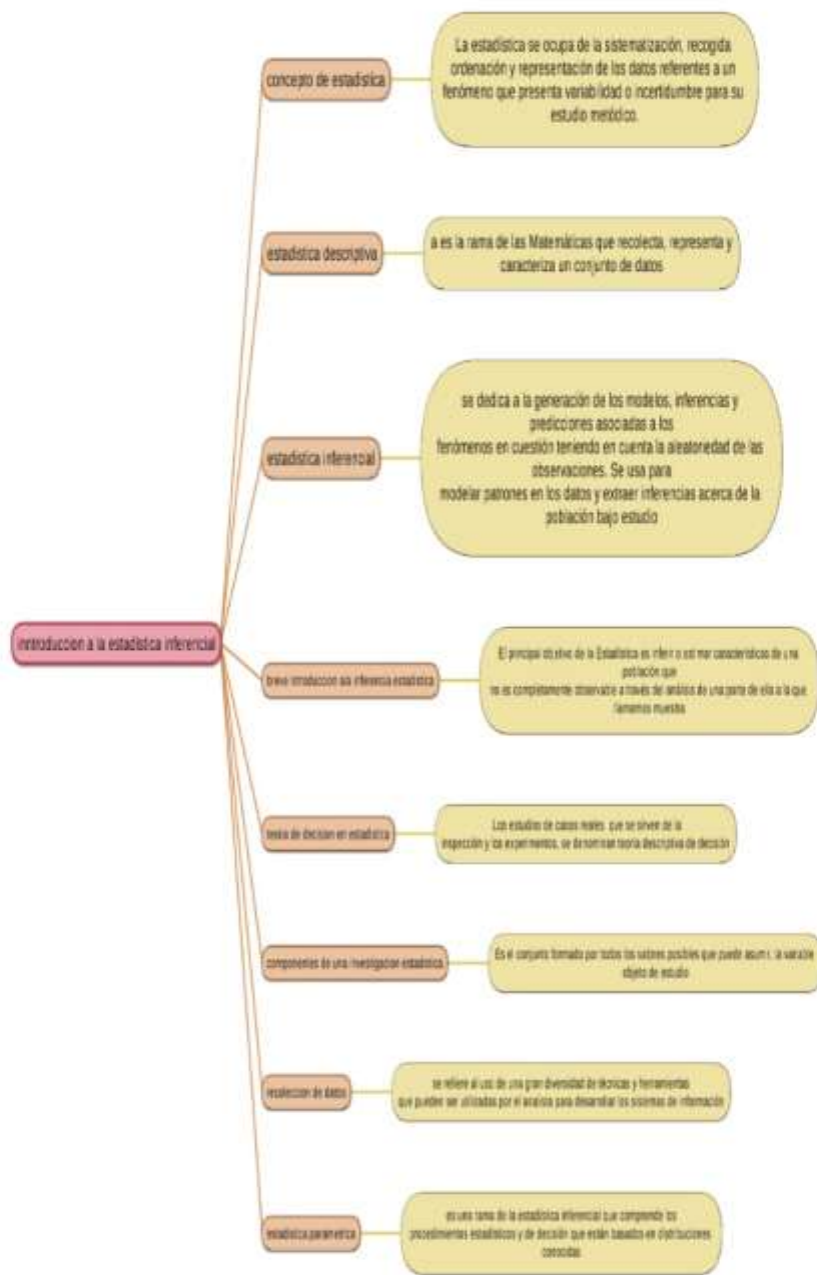 concepto de estadistica
La estadística se ocupa de la sistematización, recogida
ordenación y representación de los datos referentes a un
fenómeno que presenta variabilidad o incertidumbre para su
estudio metódico.
estadistica descriptiva
a es la rama de las Matemáticas que recolecta, representa y
caracteriza un conjunto de datos
estadistica inferencial
se dedica a la generación de los modelos, inferencias y
predicciones asociadas a los
fenómenos en cuestión teniendo en cuenta la aleatoriedad de las
observaciones. Se usa para
modelar patrones en los datos y extraer inferencias acerca de la
población bajo estudio
inntroduccion a la estadística inferencial
breve introduccion ala inferencia estadistica
El principal objetivo de la Estadística es inferir o estimar características de una
población que
no es completamente observable a través del análisis de una parte de ella a la que
llamamos muestra
teoria de decision en estadistica
Los estudios de casos reales, que se sirven de la
inspección y los experimentos, se denominan teoría descriptiva de decisión
componentes de una investigacion estadistica
Es el conjunto formado por todos los valores posibles que puede asumir, la variable
objeto de estudio
recoleccion de datos
se refiere al uso de una gran diversidad de técnicas y herramientas
que pueden ser utilizadas por el analista para desarrollar los sistemas de información
estadistica parametrica
es una rama de la estadística inferencial que comprende los
procedimientos estadísticos y de decisión que están basados en distribuciones
conocidas